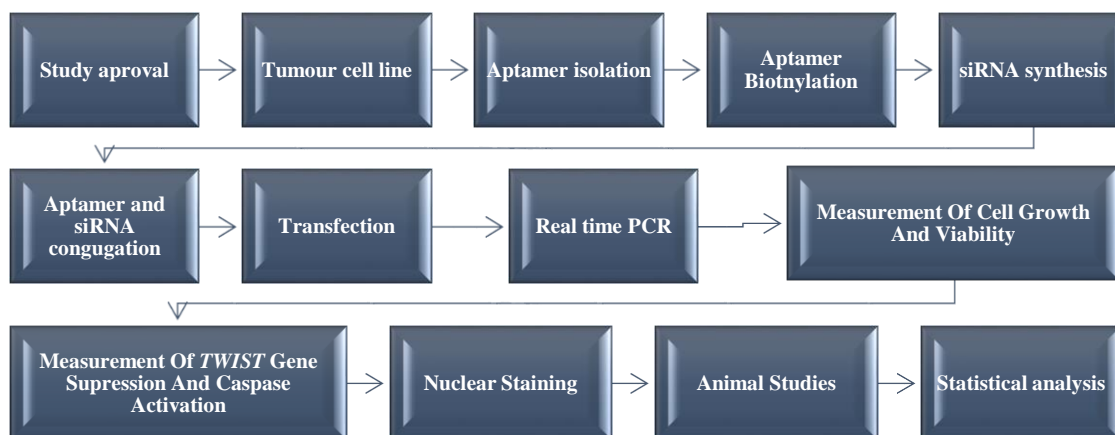 Study aproval
Tumour cell line
Aptamer isolation
Aptamer
Biotnylation
siRNA synthesis
Aptamer and
siRNA
congugation
Transfection
Real time PCR
Measurement Of Cell Growth
And Viability
Measurement Of TWIST Gene
Supression And Caspase
Activation
Nuclear Staining
Animal Studies
Statistical analysis